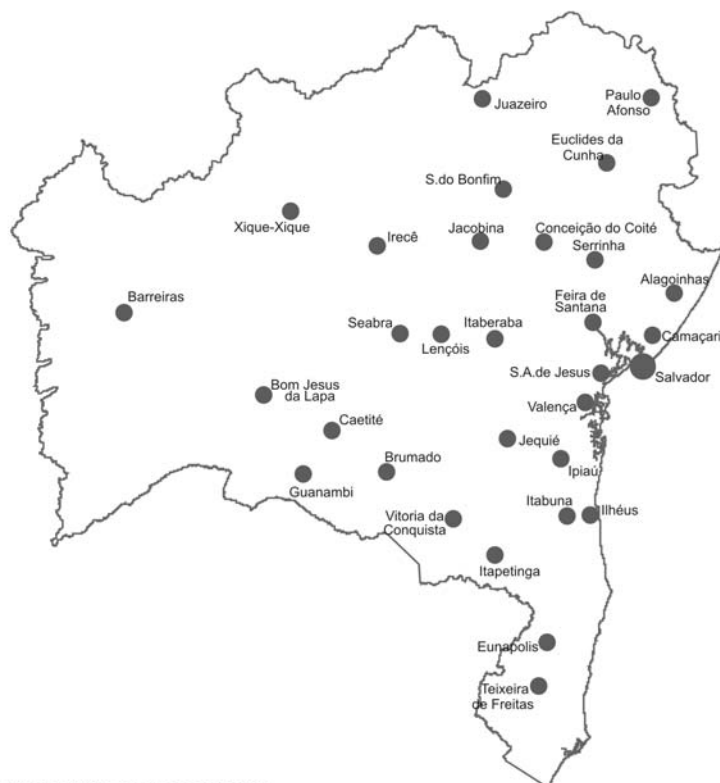 Juazeiro
Paulo
Afonso
Euclides da
Cunha
S.do Bonfim
Xique-Xique
Irecê
Jacobina
Conceição do Coité
Serrinha
Alagoinhas
Barreiras
Feira de
Santana
Seabra
Lençóis
Itaberaba
Camaçari
S.A.de Jesus
Salvador
Bom Jesus
da Lapa
Valença
Caetité
Jequié
Brumado
Ipiaú
Guanambi
Itabuna
Ilhéus
Vitoria da
Conquista
Itapetinga
Eunapolis
Teixeira
de Freitas